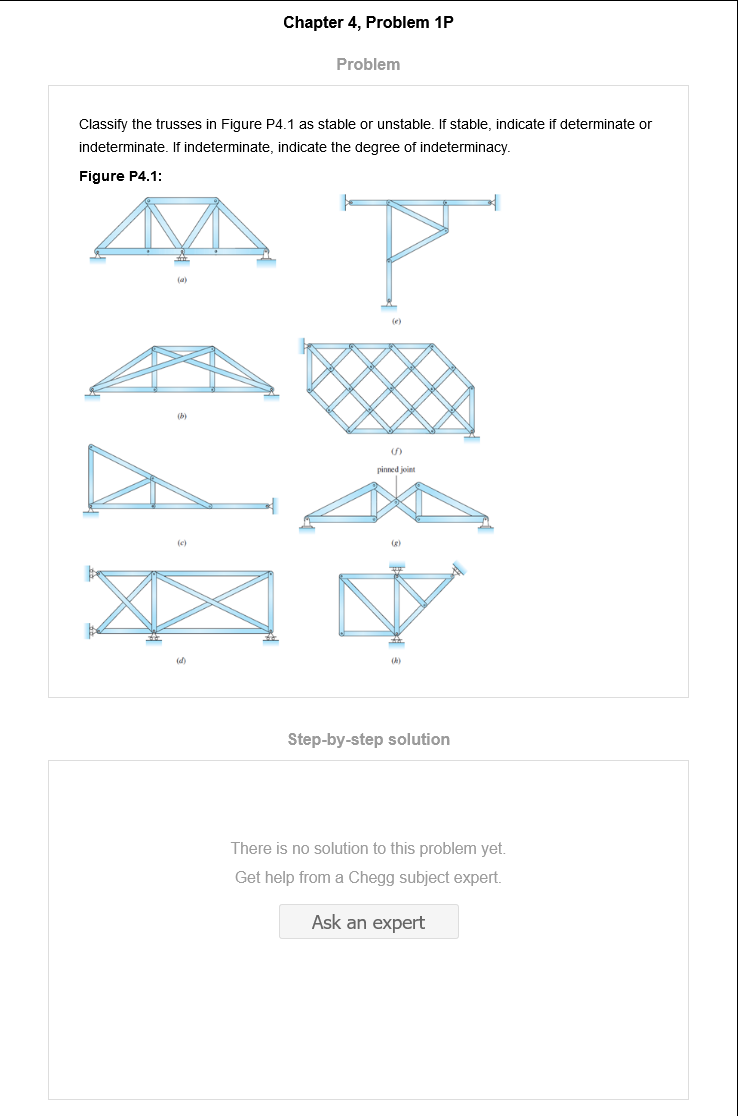 Chapter 4, Problem 1P
Problem
Classify the trusses in Figure P4.1 as stable or unstable. If stable, indicate if determinate or
indeterminate. If indeterminate, indicate the degree of indeterminacy.
Figure P4.1:
(a)
(e)
(b)
(f)
pinned joint
(c)
(g)
(d)
(h)
Step-by-step solution
There is no solution to this problem yet.
Get help from a Chegg subject expert.
Ask an expert